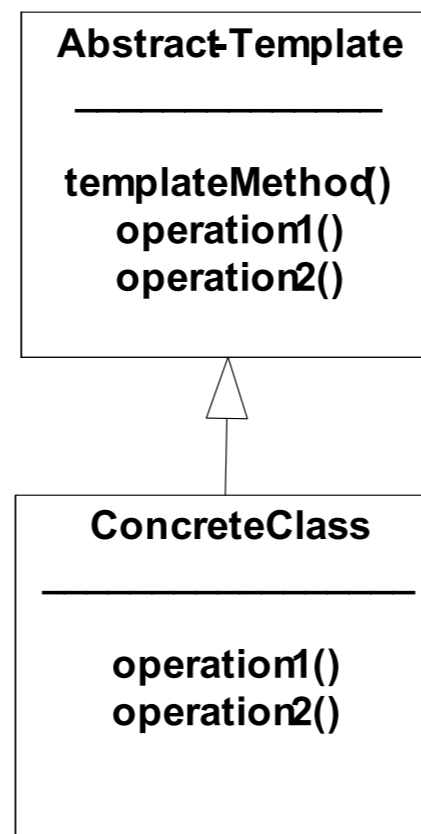 Abstract-Template
templateMethod()
operation1()
operation2()
ConcreteClass
operation1()
operation2()